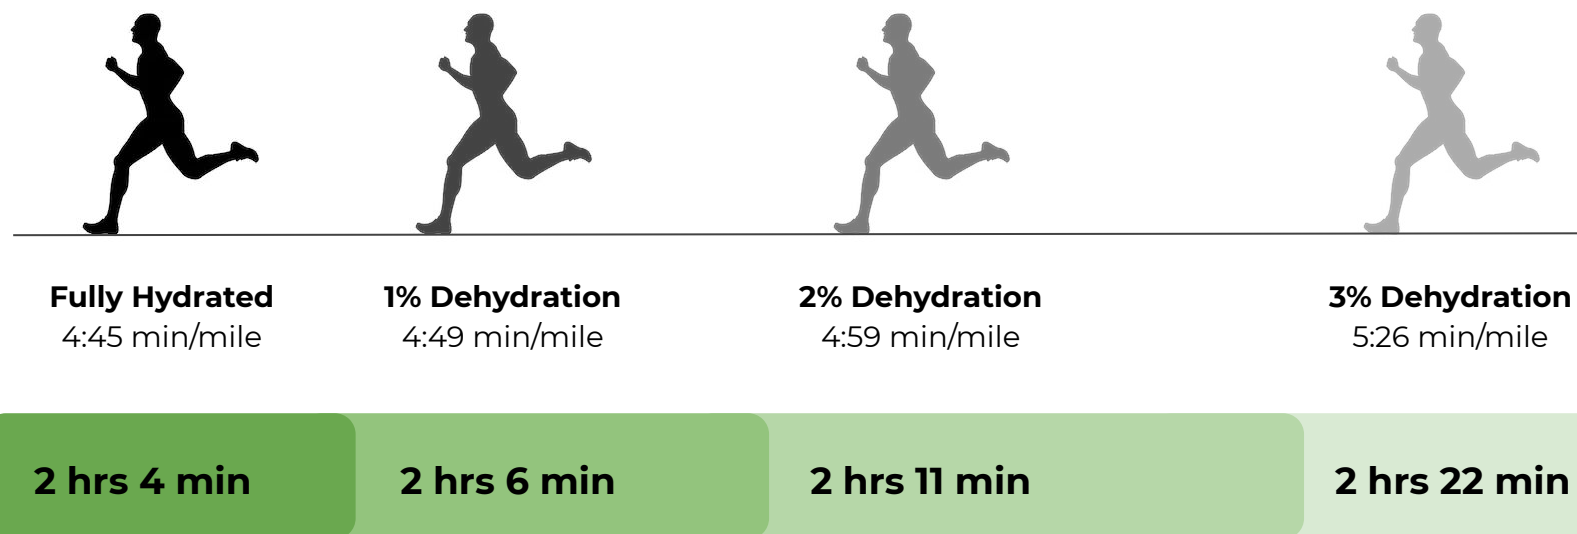 Fully Hydrated
4:45 min/mile
1% Dehydration
4:49 min/mile
2% Dehydration
4:59 min/mile
3% Dehydration
5:26 min/mile
2 hrs 4 min
2 hrs 6 min
2 hrs 11 min
2 hrs 22 min